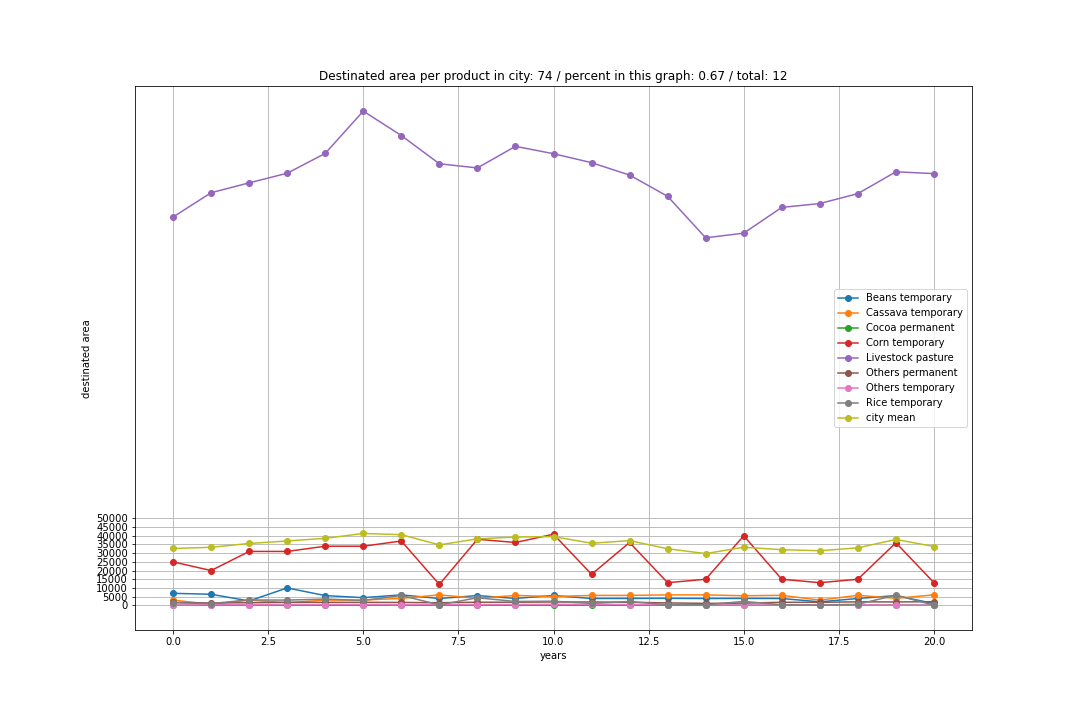 Destinated area per product in city: 74 / percent in this graph: 0.67 / total: 12
destinated area
Beans temporary
Cassava temporary
Cocoa permanent
Corn temporary
Livestock pasture
Others permanent
Others temporary
Rice temporary
city mean
50000
45000
40000
35000
30000
25000
20000
15000
10000
5000
0
0.0 2.5 5.0 7.5 10.0 12.5 15.0 17.5 20.0
years